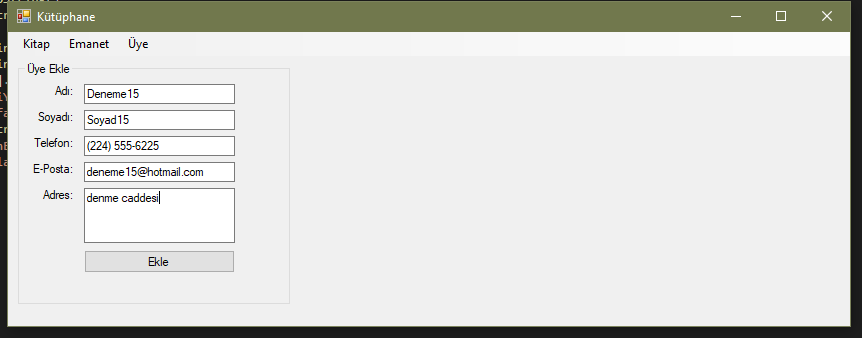 Kütüphane
Kitap Emanet Üye
Üye Ekle
Adı: Deneme15
Soyadı: Soyad15
Telefon: (224) 555-6225
E-Posta: deneme15@hotmail.com
Adres: denme caddesi
Ekle